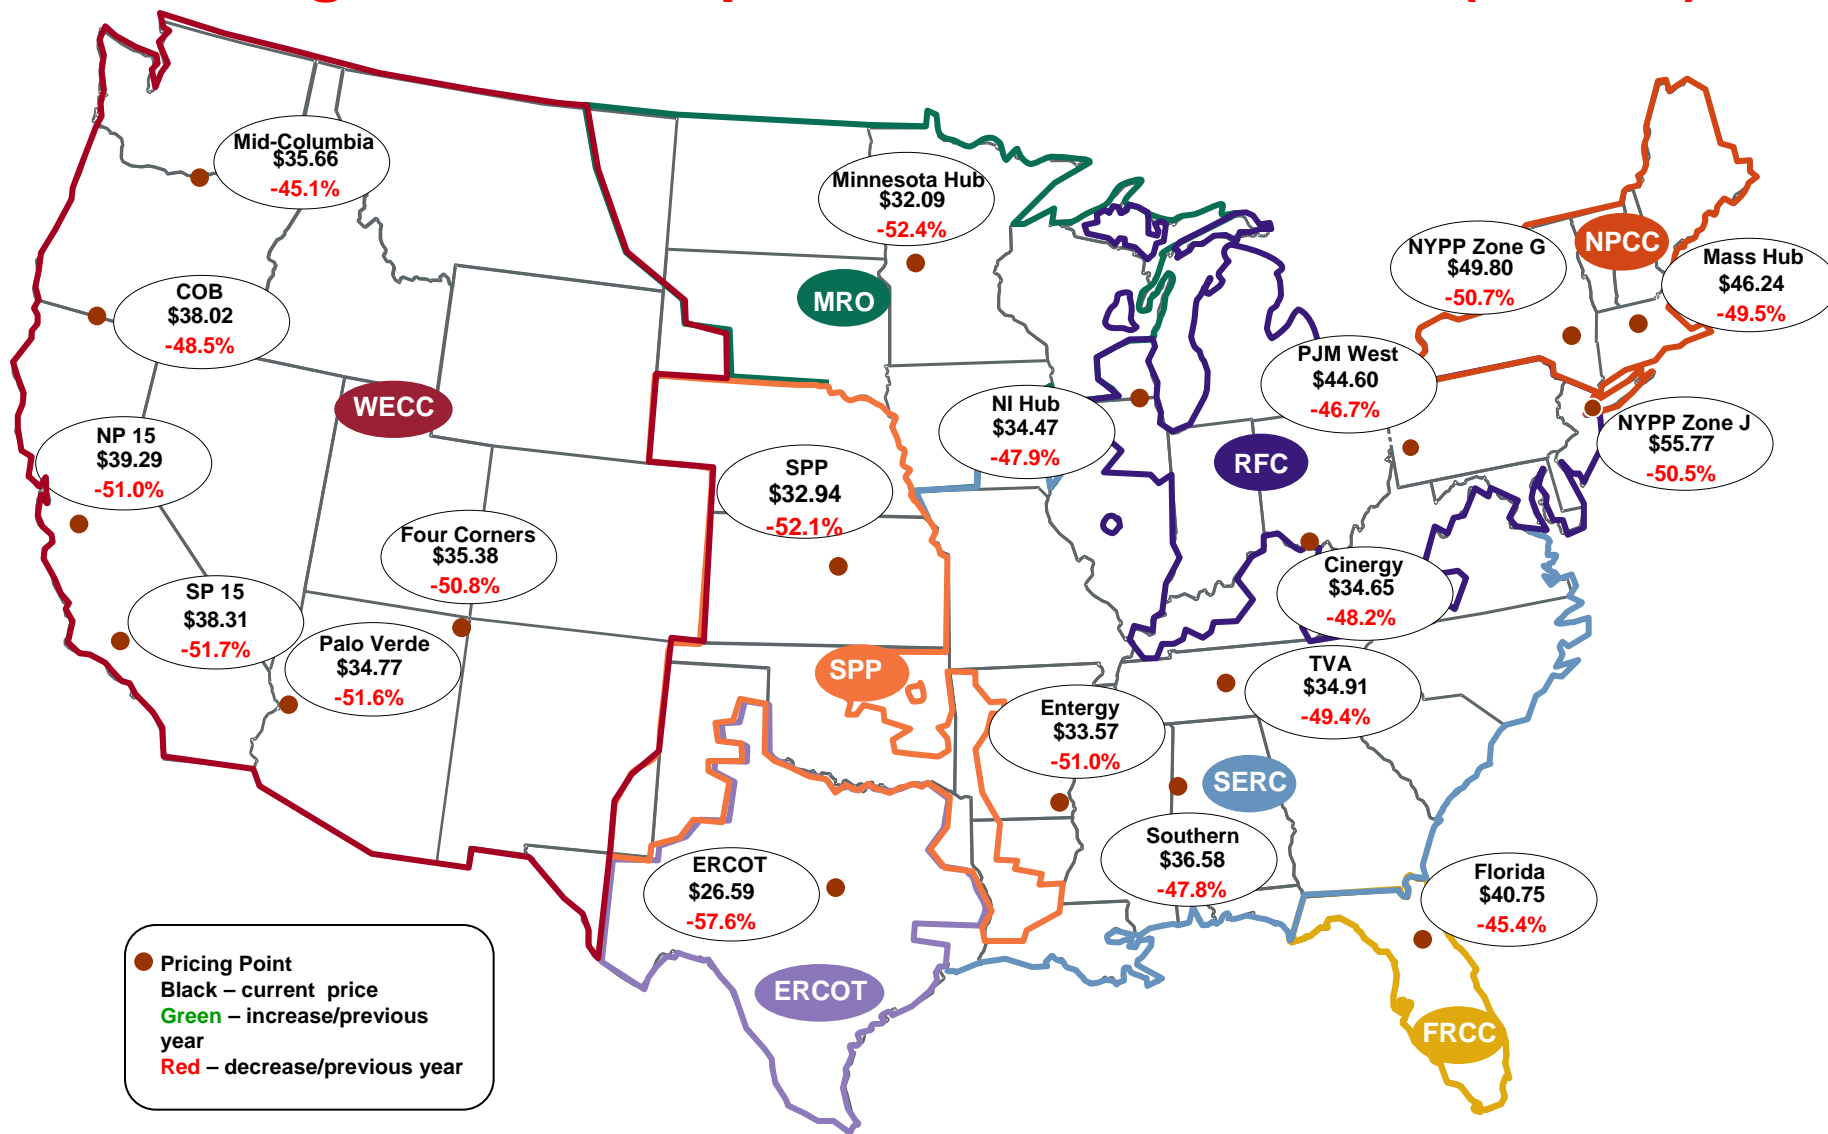 Mid-Columbia
$35.66
-45.1%
Minnesota Hub
$32.09
-52.4%
NPCC
NYPP Zone G
$49.80
-50.7%
Mass Hub
$46.24
-49.5%
COB
$38.02
-48.5%
MRO
PJM West
$44.60
-46.7%
WECC
NI Hub
$34.47
-47.9%
NYPP Zone J
$55.77
-50.5%
NP 15
$39.29
-51.0%
SPP
$32.94
-52.1%
RFC
Four Corners
$35.38
-50.8%
Cinergy
$34.65
-48.2%
SP 15
$38.31
-51.7%
Palo Verde
$34.77
-51.6%
SPP
TVA
$34.91
-49.4%
Entergy
$33.57
-51.0%
SERC
Southern
$36.58
-47.8%
ERCOT
$26.59
-57.6%
Florida
$40.75
-45.4%
ERCOT
FRCC
Pricing Point
Black – current price
Green – increase/previous
year
Red – decrease/previous year